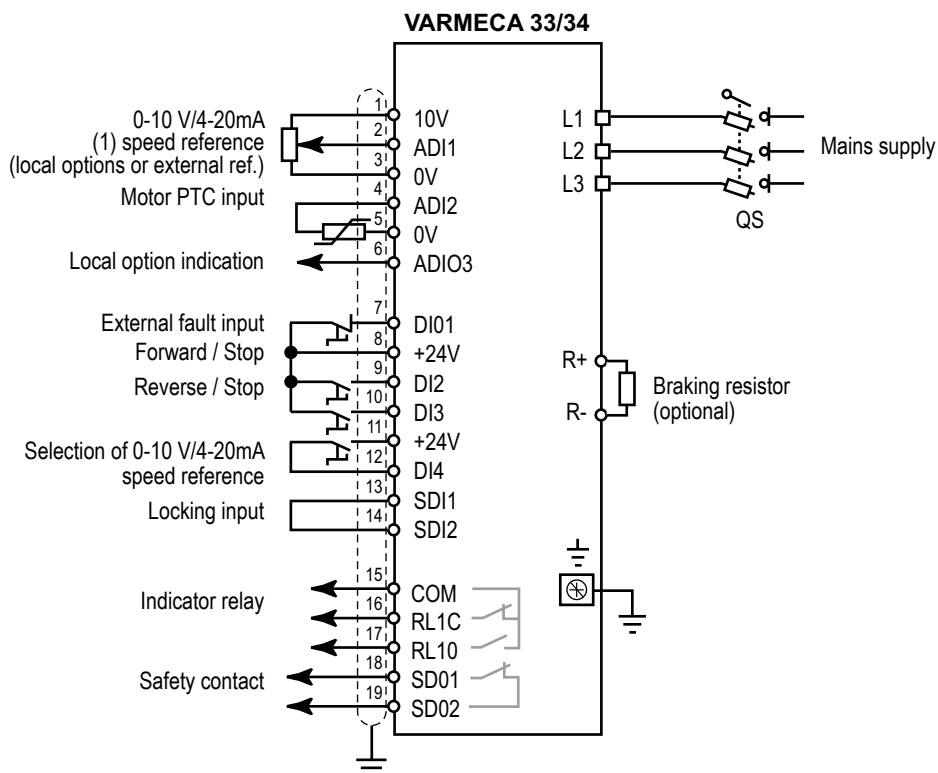 VARMECA 33/34
0-10 V/4-20mA
(1) speed reference
(local options or external ref.)
Motor PTC input
Local option indication
External fault input
Forward / Stop
Reverse / Stop
Selection of 0-10 V/4-20mA
speed reference
Locking input
Indicator relay
Safety contact
1
2
3
4
5
6
7
8
9
10
11
12
13
14
15
16
17
18
19
10V
ADI1
0V
ADI2
0V
ADIO3
DI01
+24V
DI2
DI3
+24V
DI4
SDI1
SDI2
COM
RL1C
RL10
SD01
SD02
L1
L2
L3
Mains supply
QS
R+
R-
Braking resistor
(optional)